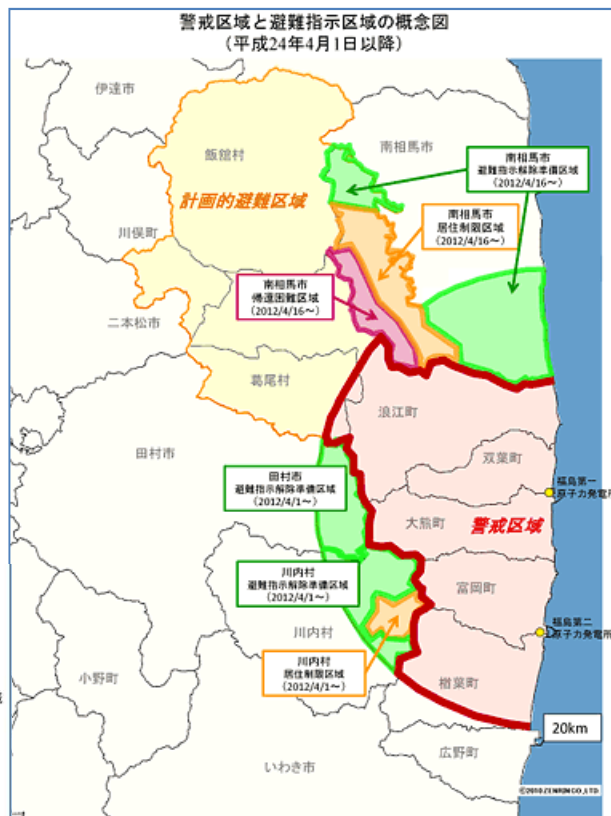 警戒区域と避難指示区域の概念図
（平成24年4月1日以降）
伊達市
飯舘村
南相馬市
南相馬市
避難指示解除準備区域
（2012/4/16～）
計画的避難区域
南相馬市
居住制限区域
（2012/4/16～）
川俣町
南相馬市
帰還困難区域
（2012/4/16～）
二本松市
葛尾村
浪江町
田村市
双葉町
田村市
避難指示解除準備区域
（2012/4/1～）
福島第一
原子力発電所
大熊町
警戒区域
川内村
避難指示解除準備区域
（2012/4/1～）
富岡町
川内村
福島第二
原子力発電所
川内村
居住制限区域
（2012/4/1～）
小野町
楢葉町
20km
広野町
いわき市
©2010 ZENRIN CO.,LTD.